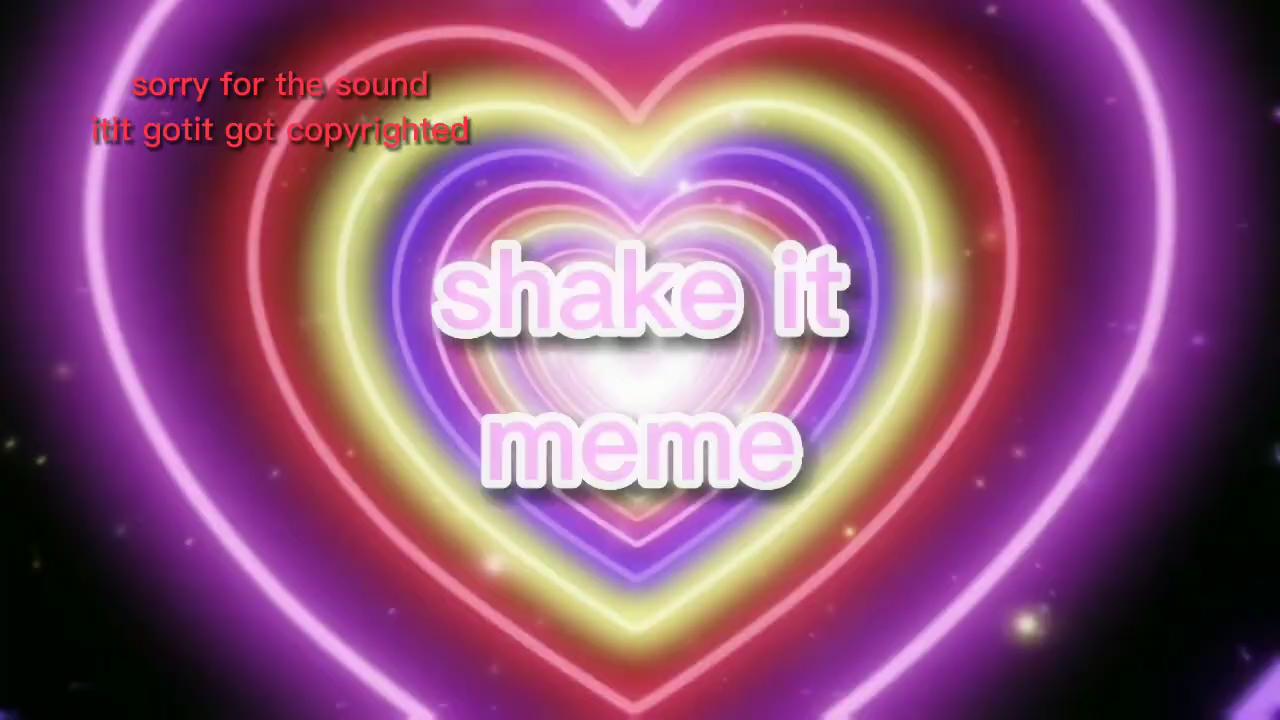 sorry for the sound
itit gotit got copyrighted
shake it
meme